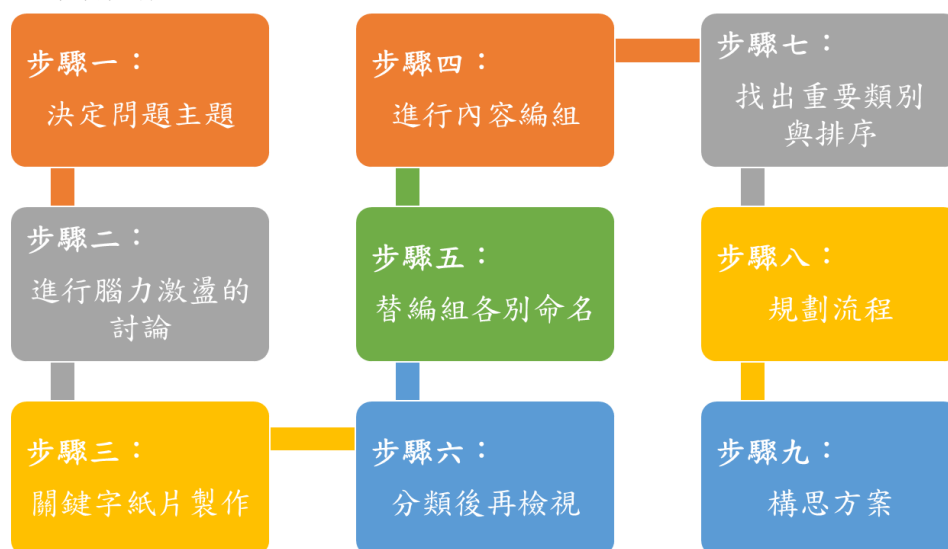 步驟一：
決定問題主題
步驟二：
進行腦力激盪的
討論
步驟三：
關鍵字紙片製作
步驟四：
進行內容編組
步驟五：
替編組各別命名
步驟六：
分類後再檢視
步驟七：
找出重要類別
與排序
步驟八：
規劃流程
步驟九：
構思方案